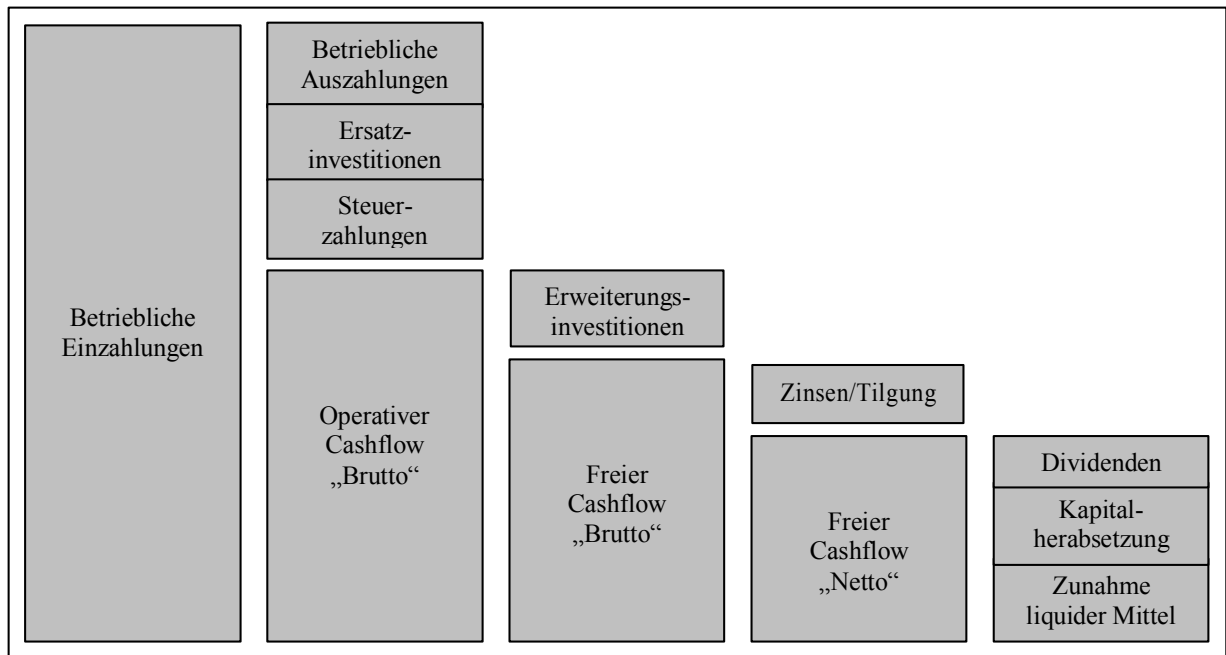 Betriebliche
Einzahlungen
Betriebliche
Auszahlungen
Ersatz-
investitionen
Steuer-
zahlungen
Operativer
Cashflow
„Brutto“
Erweiterungs-
investitionen
Freier
Cashflow
„Brutto“
Zinsen/Tilgung
Freier
Cashflow
„Netto“
Dividenden
Kapital-
herabsetzung
Zunahme
liquider Mittel